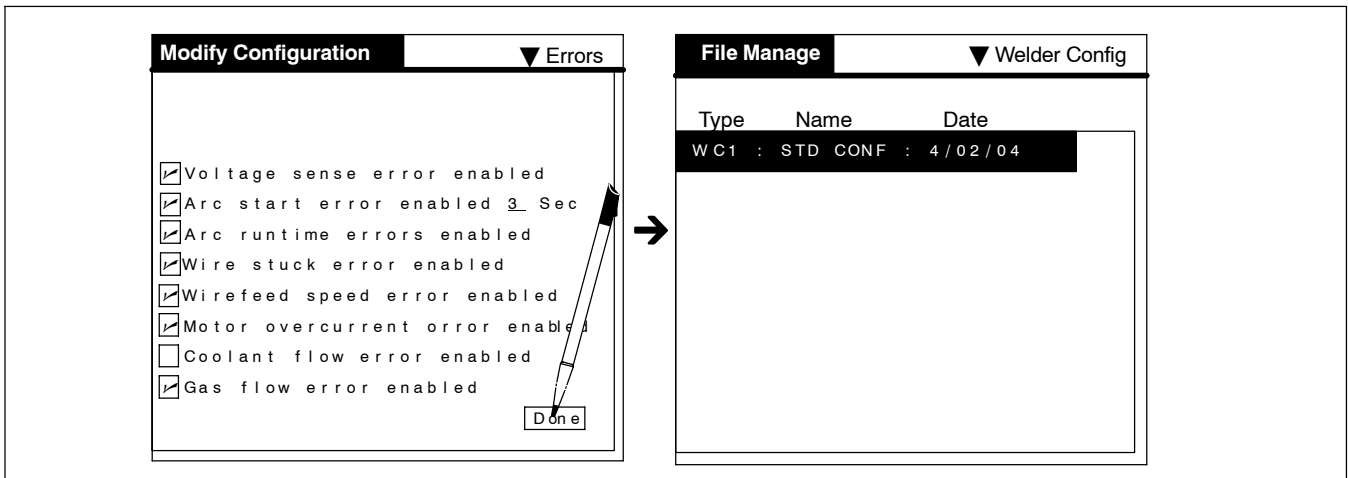 Modify Configuration ▼ Errors
Voltage sense error enabled
Arc start error enabled 3 Sec
Arc runtime errors enabled
Wire stuck error enabled
Wirefeed speed error enabled
Motor overcurrent orror enabled
Coolant flow error enabled
Gas flow error enabled
Done
File Manage ▼ Welder Config
Type Name Date
WC1 : STD CONF : 4/02/04